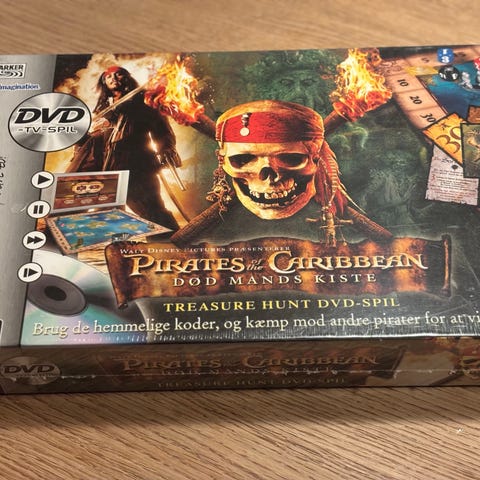 PARKER
imagination
DVD
-TV-SPIL
WALT DISNEY PICTURES PRÆSENTERER
PIRATES of the CARIBBEAN
DØD MANDS KISTE
TREASURE HUNT DVD-SPIL
Brug de hemmelige koder, og kæmp mod andre pirater for at vi
DVD
PIRATES of the CARIBBEAN
DØD MANDS KISTE
TREASURE HUNT DVD-SPIL